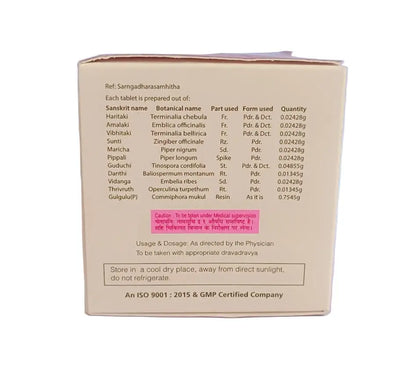 Ref: Sarngadharasamhitha
Each tablet is prepared out of:
Sanskrit name Botanical name Part used Form used Quantity
Haritaki Terminalia chebula Fr. Pdr & Dct. 0.02428g
Amalaki Emblica officinalis Fr. Pdr & Dct. 0.02428g
Vibhitaki Terminalia bellirica Fr. Pdr & Dct. 0.02428g
Sunti Zingiber officinale Rz. Pdr. 0.02428g
Maricha Piper nigrum Sd. Pdr. 0.02428g
Pippali Piper longum Spike Pdr. 0.02428g
Guduchi Tinospora cordifolia St. Pdr & Dct. 0.04855g
Danthi Baliospermum montanum Rt. Pdr. 0.01345g
Vidanga Embelia ribes Sd. Pdr. 0.02428g
Thrivruth Operculina turpethum Rt. Pdr. 0.01345g
Gulgulu(P) Commiphora mukul Resin As it is 0.7545g
Caution : To be taken under Medical supervision
Usage & Dosage: As directed by the Physician
To be taken with appropriate dravadravya
Store in a cool dry place, away from direct sunlight,
do not refrigerate.
An ISO 9001 : 2015 & GMP Certified Company